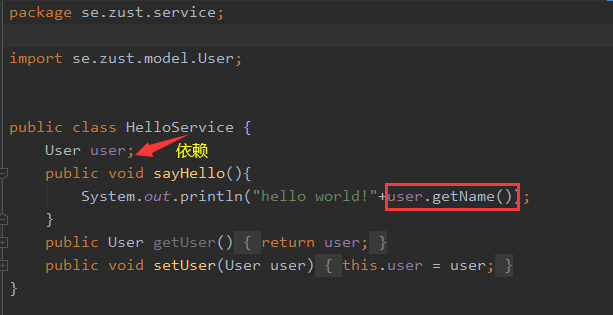 package se.zust.service;
import se.zust.model.User;
public class HelloService {
User user; 依赖
public void sayHello(){
System.out.println("hello world!"+user.getName());
}
public User getUser() { return user; }
public void setUser(User user) { this.user = user; }
}